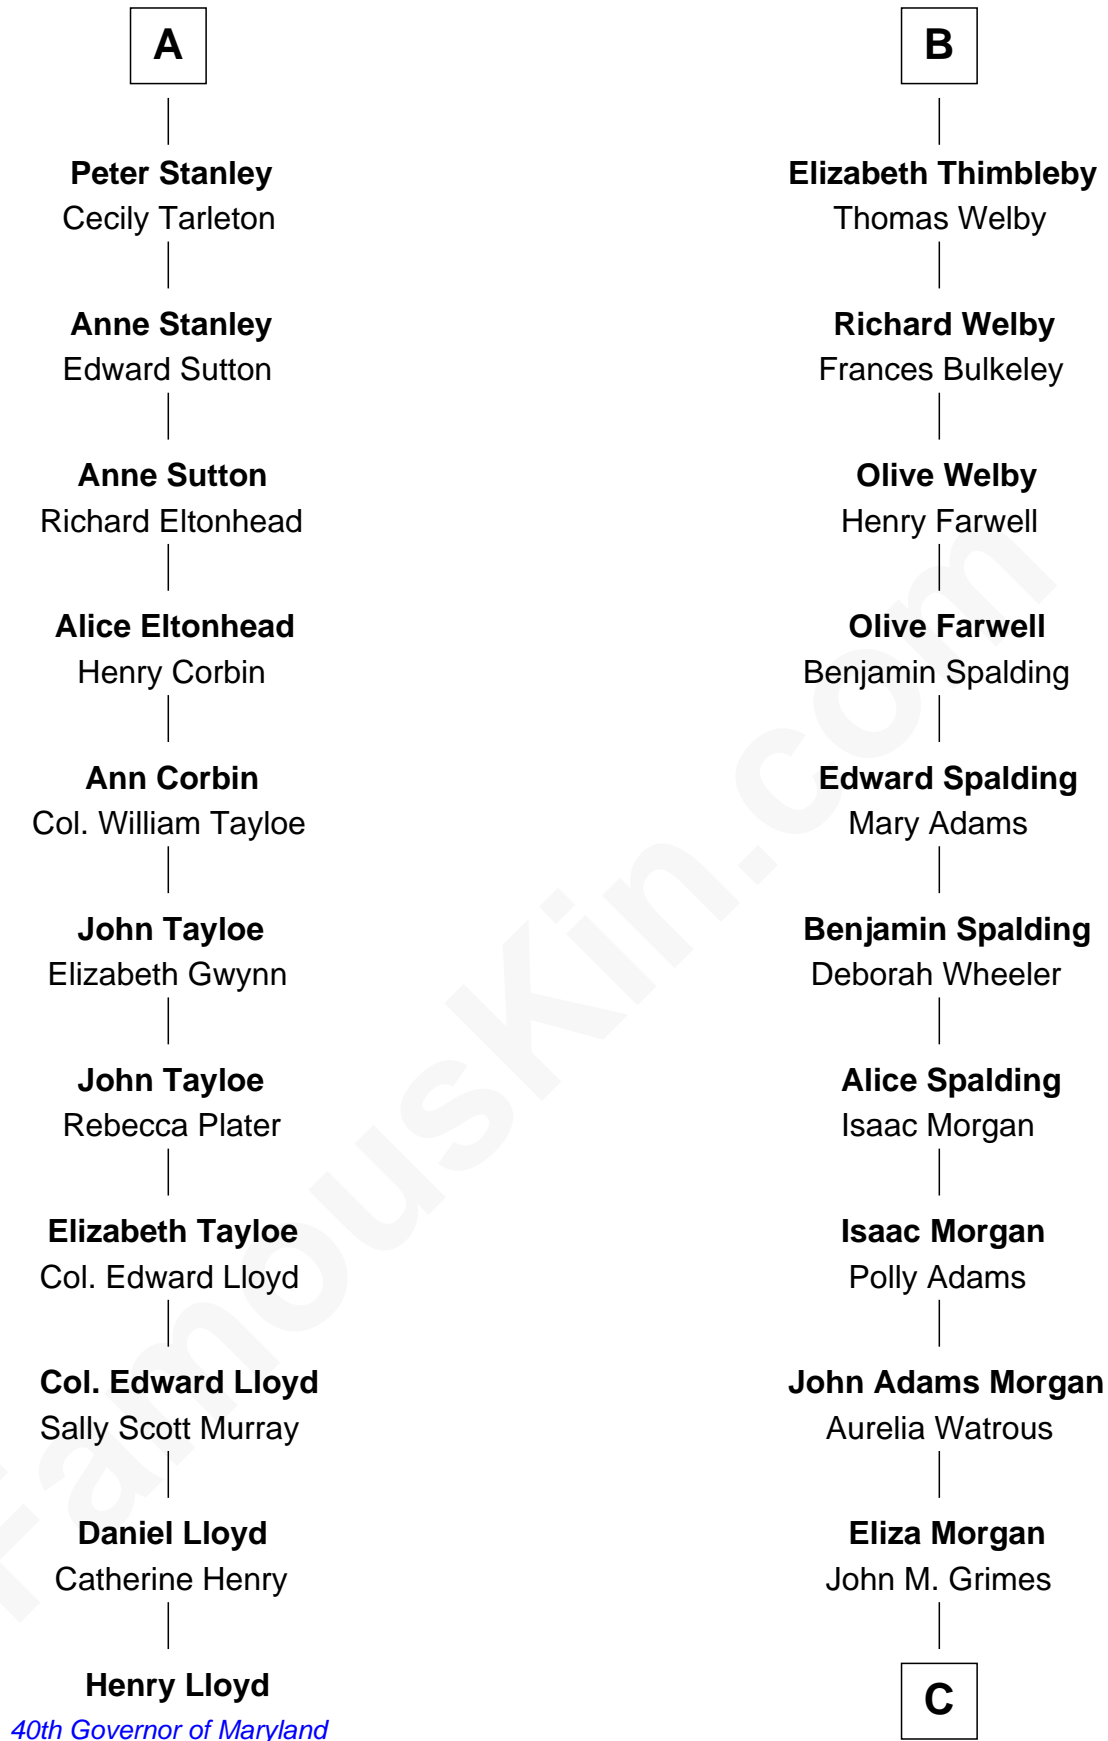 A
Peter Stanley
Cecily Tarleton
Anne Stanley
Edward Sutton
Anne Sutton
Richard Eltonhead
Alice Eltonhead
Henry Corbin
Ann Corbin
Col. William Tayloe
John Tayloe
Elizabeth Gwynn
John Tayloe
Rebecca Plater
Elizabeth Tayloe
Col. Edward Lloyd
Col. Edward Lloyd
Sally Scott Murray
Daniel Lloyd
Catherine Henry
Henry Lloyd
40th Governor of Maryland
B
Elizabeth Thimbleby
Thomas Welby
Richard Welby
Frances Bulkeley
Olive Welby
Henry Farwell
Olive Farwell
Benjamin Spalding
Edward Spalding
Mary Adams
Benjamin Spalding
Deborah Wheeler
Alice Spalding
Isaac Morgan
Isaac Morgan
Polly Adams
John Adams Morgan
Aurelia Watrous
Eliza Morgan
John M. Grimes
C
FamousKin.com